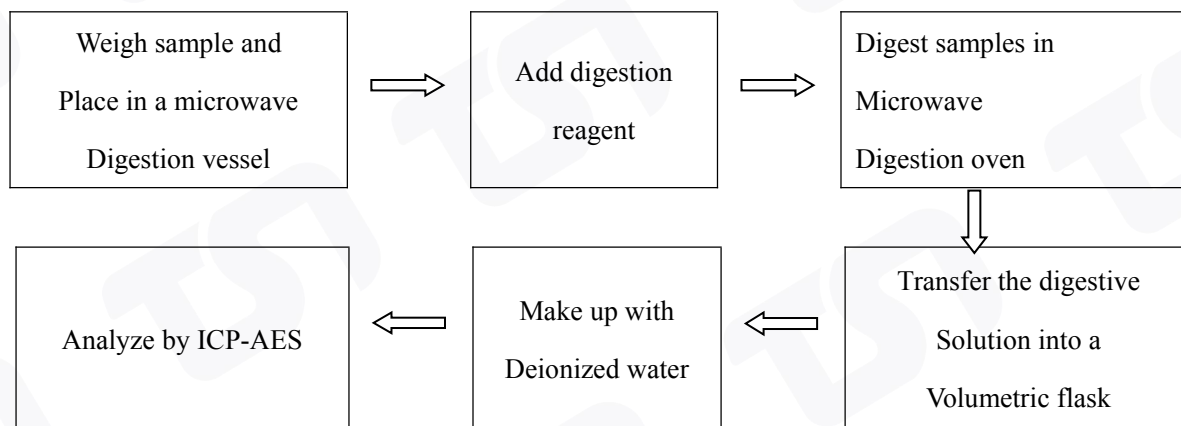 Weigh sample and
Place in a microwave
Digestion vessel
Add digestion
reagent
Digest samples in
Microwave
Digestion oven
Transfer the digestive
Solution into a
Volumetric flask
Make up with
Deionized water
Analyze by ICP-AES